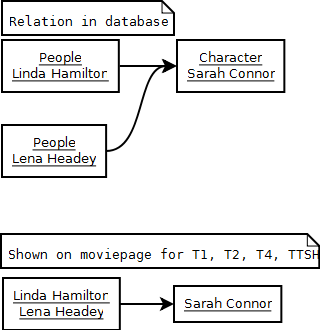 Relation in database
People
Linda Hamiltor
Character
Sarah Connor
People
Lena Headey
Shown on moviepage for T1, T2, T4, TTSH
Linda Hamiltor
Lena Headey
Sarah Connor